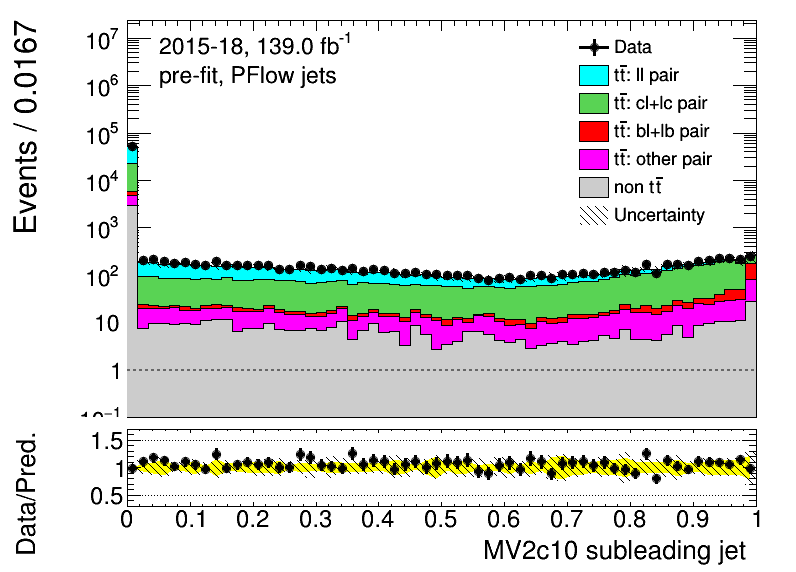 Events / 0.0167
10⁷
10⁶
10⁵
10⁴
10³
10²
10
1
10⁻¹
2015-18, 139.0 fb⁻¹
pre-fit, PFlow jets
Data
tt̄: ll pair
tt̄: cl+lc pair
tt̄: bl+lb pair
tt̄: other pair
non tt̄
Uncertainty
Data/Pred.
1.5
1
0.5
0 0.1 0.2 0.3 0.4 0.5 0.6 0.7 0.8 0.9 1
MV2c10 subleading jet